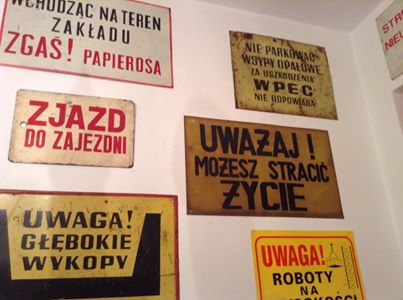 WCHODZĄC NA TEREN
ZAKŁADU
ZGAŚ! PAPIEROSA
NIE PARKOWAĆ
WSYPY OPAŁOWE
ZA USZKODZENIA
WPEC
NIE ODPOWIADA
ZJAZD
DO ZAJEZDNI
UWAŻAJ!
MOŻESZ STRACIĆ
ŻYCIE
UWAGA!
GŁĘBOKIE
WYKOPY
UWAGA!
ROBOTY
NA